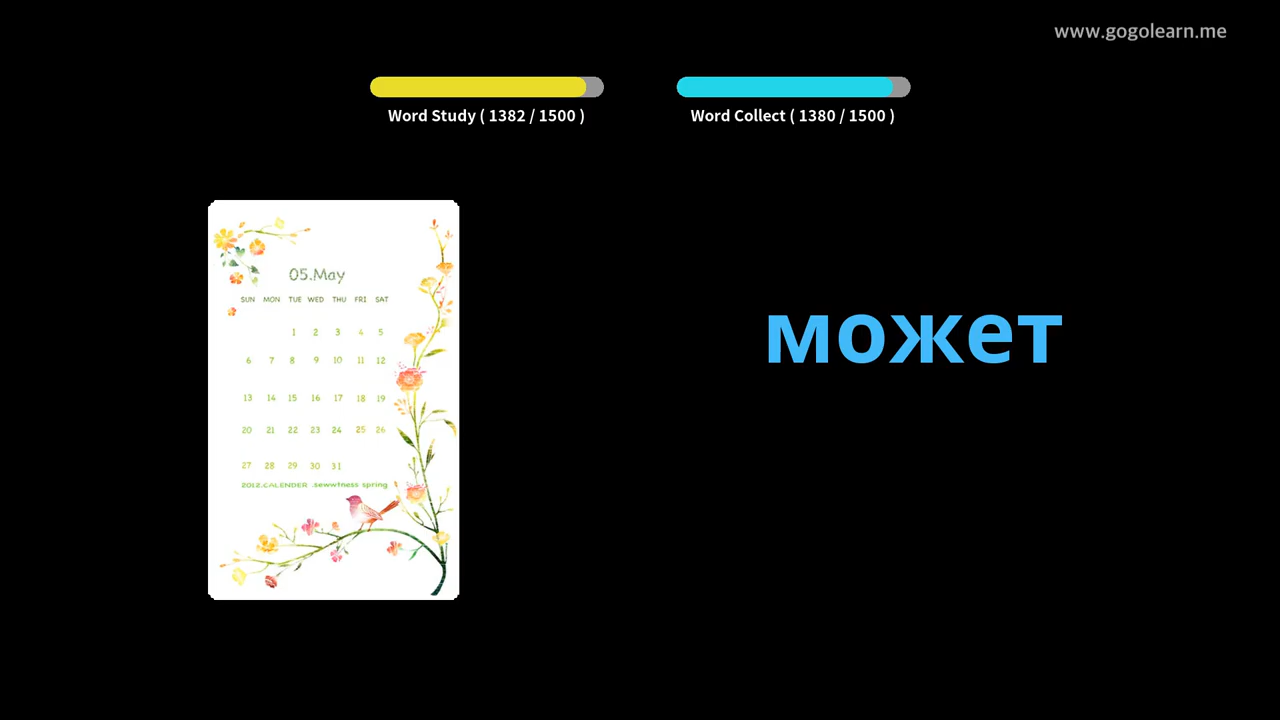 www.gogolearn.me
Word Study ( 1382 / 1500 )
Word Collect ( 1380 / 1500 )
05.May
SUN MON TUE WED THU FRI SAT
1 2 3 4 5
6 7 8 9 10 11 12
13 14 15 16 17 18 19
20 21 22 23 24 25 26
27 28 29 30 31
2012.CALENDER .sewwtness spring
может